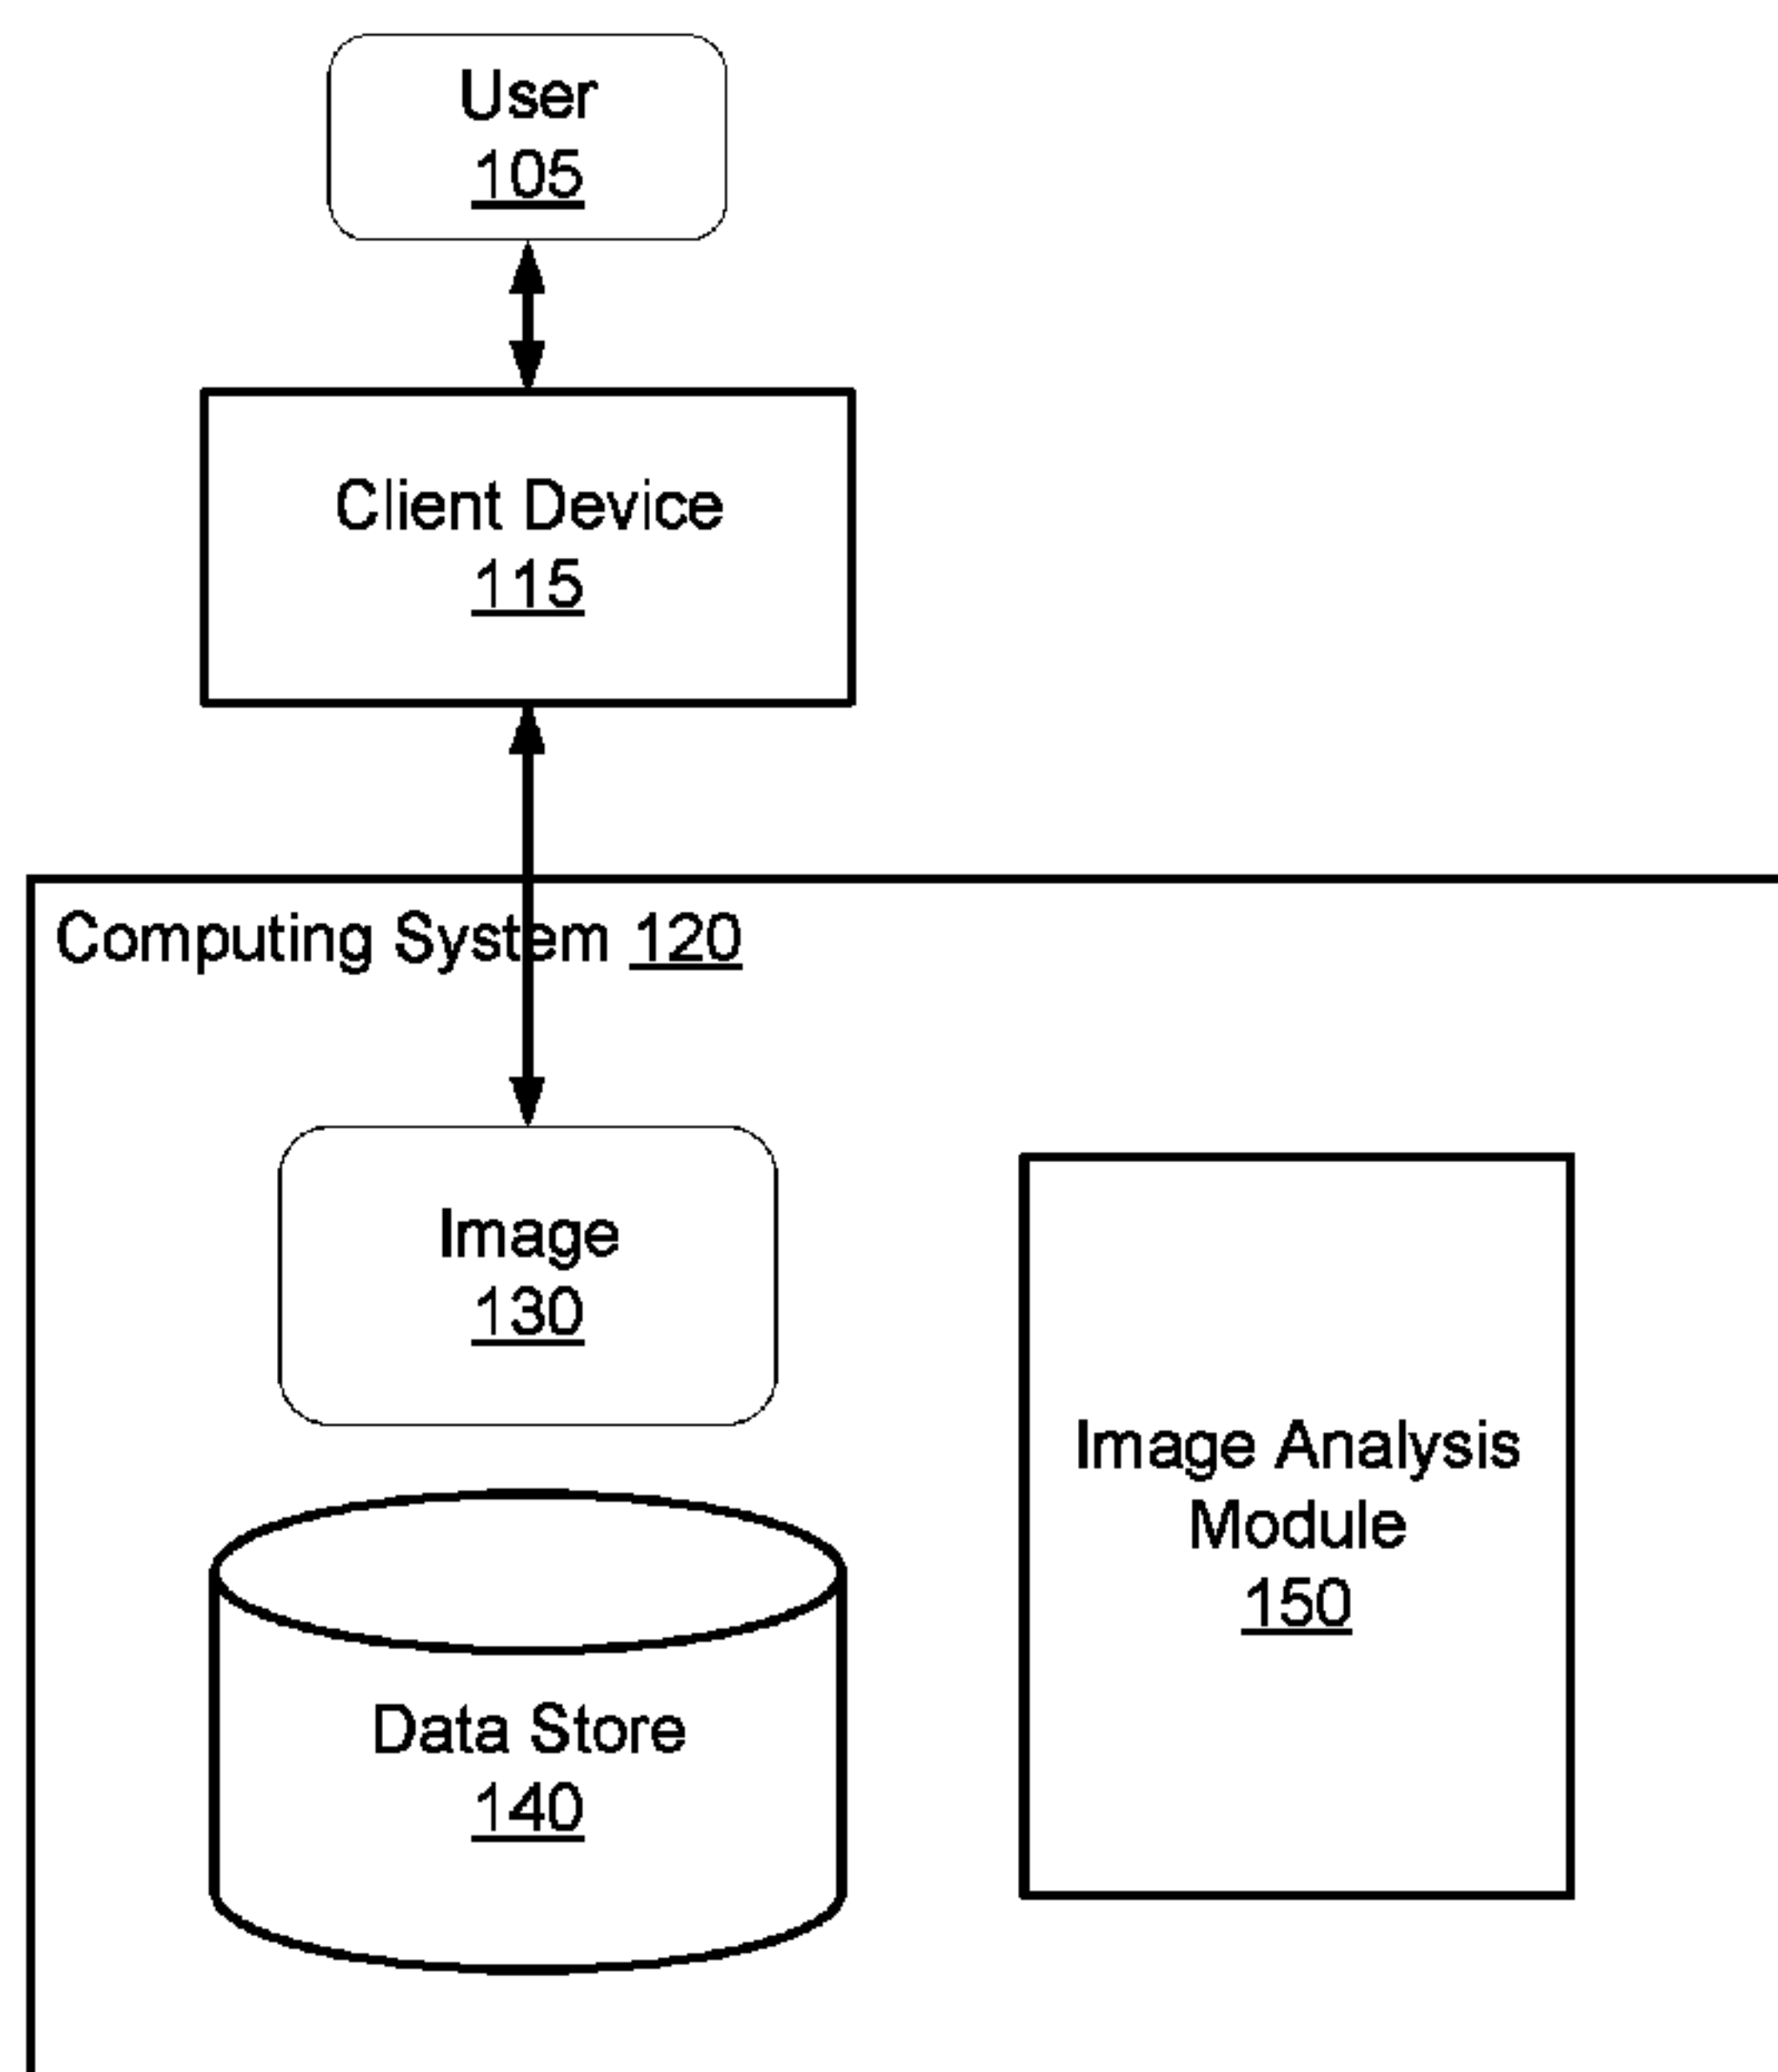 User
105
Client Device
115
Computing System 120
Image
130
Image Analysis
Module
150
Data Store
140